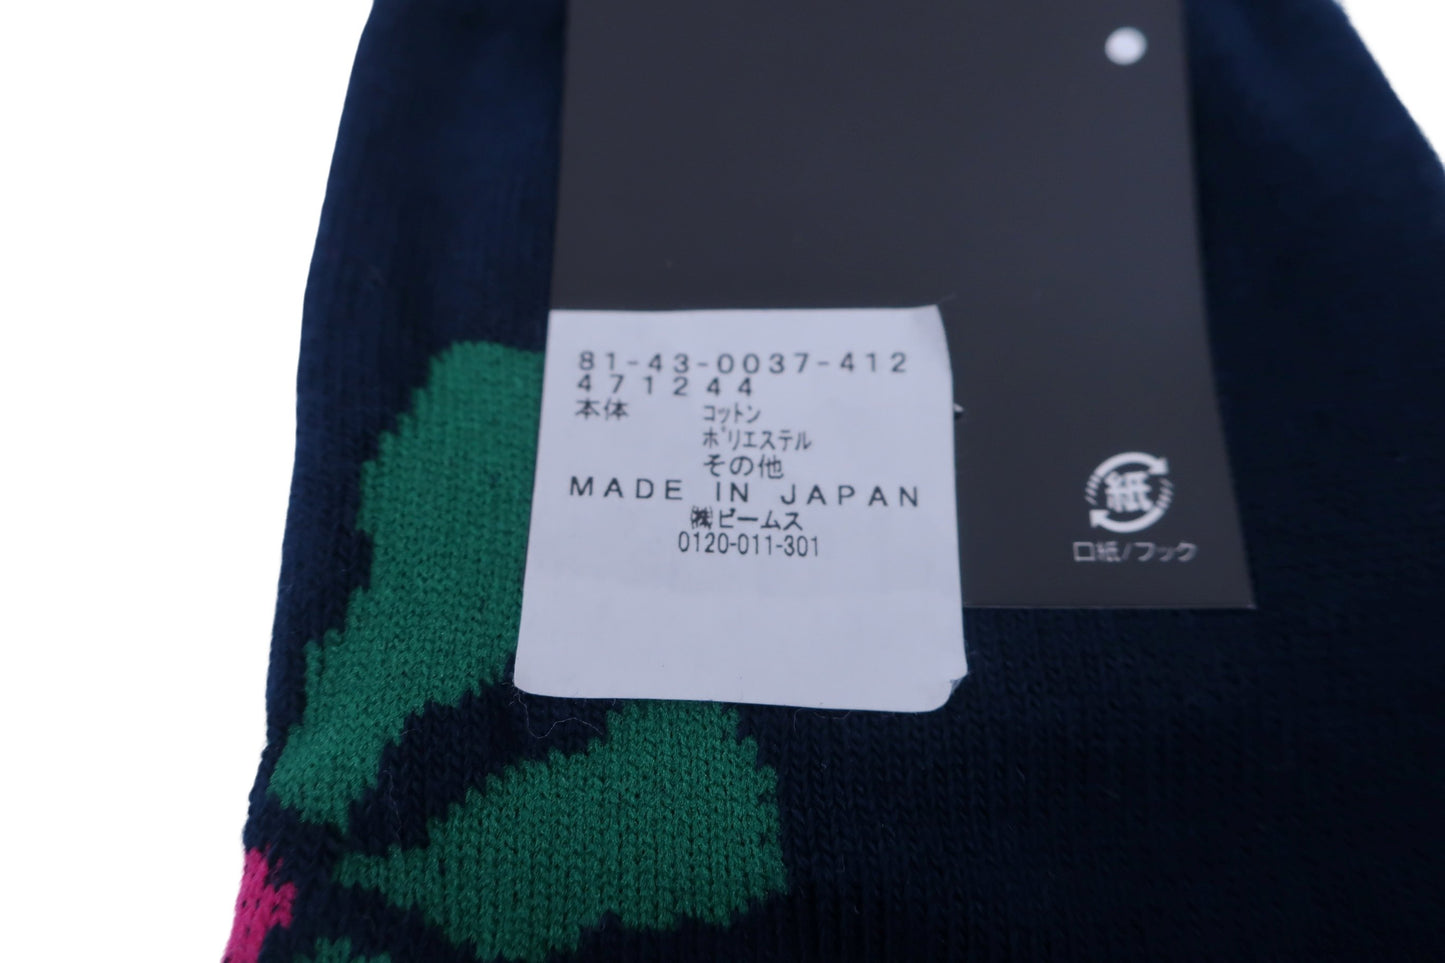 81-43-0037-412
471244
本体 コットン
ポリエステル
その他
MADE IN JAPAN
㈱ビームス
0120-011-301
紙
口紙/フック